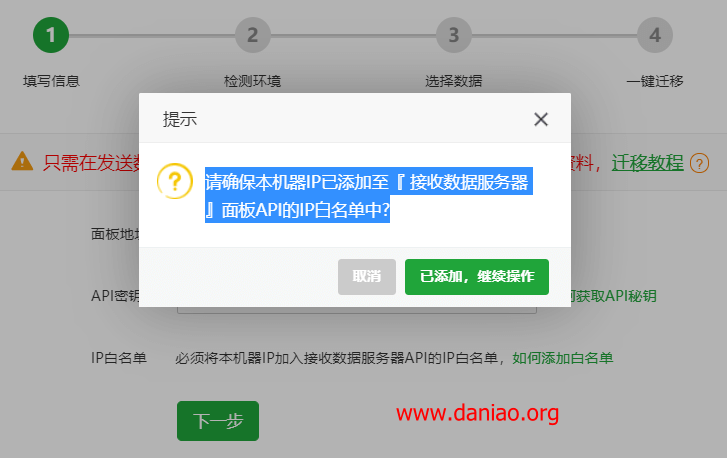 1 2 3 4
填写信息 检测环境 选择数据 一键迁移
提示
只需在发送 资料，迁移教程
请确保本机器IP已添加至『 接收数据服务器
』面板API的IP白名单中?
面板地
取消 已添加，继续操作
API密钥 获取API秘钥
IP白名单 必须将本机器IP加入接收数据服务器API的IP白名单，如何添加白名单
下一步
www.daniao.org